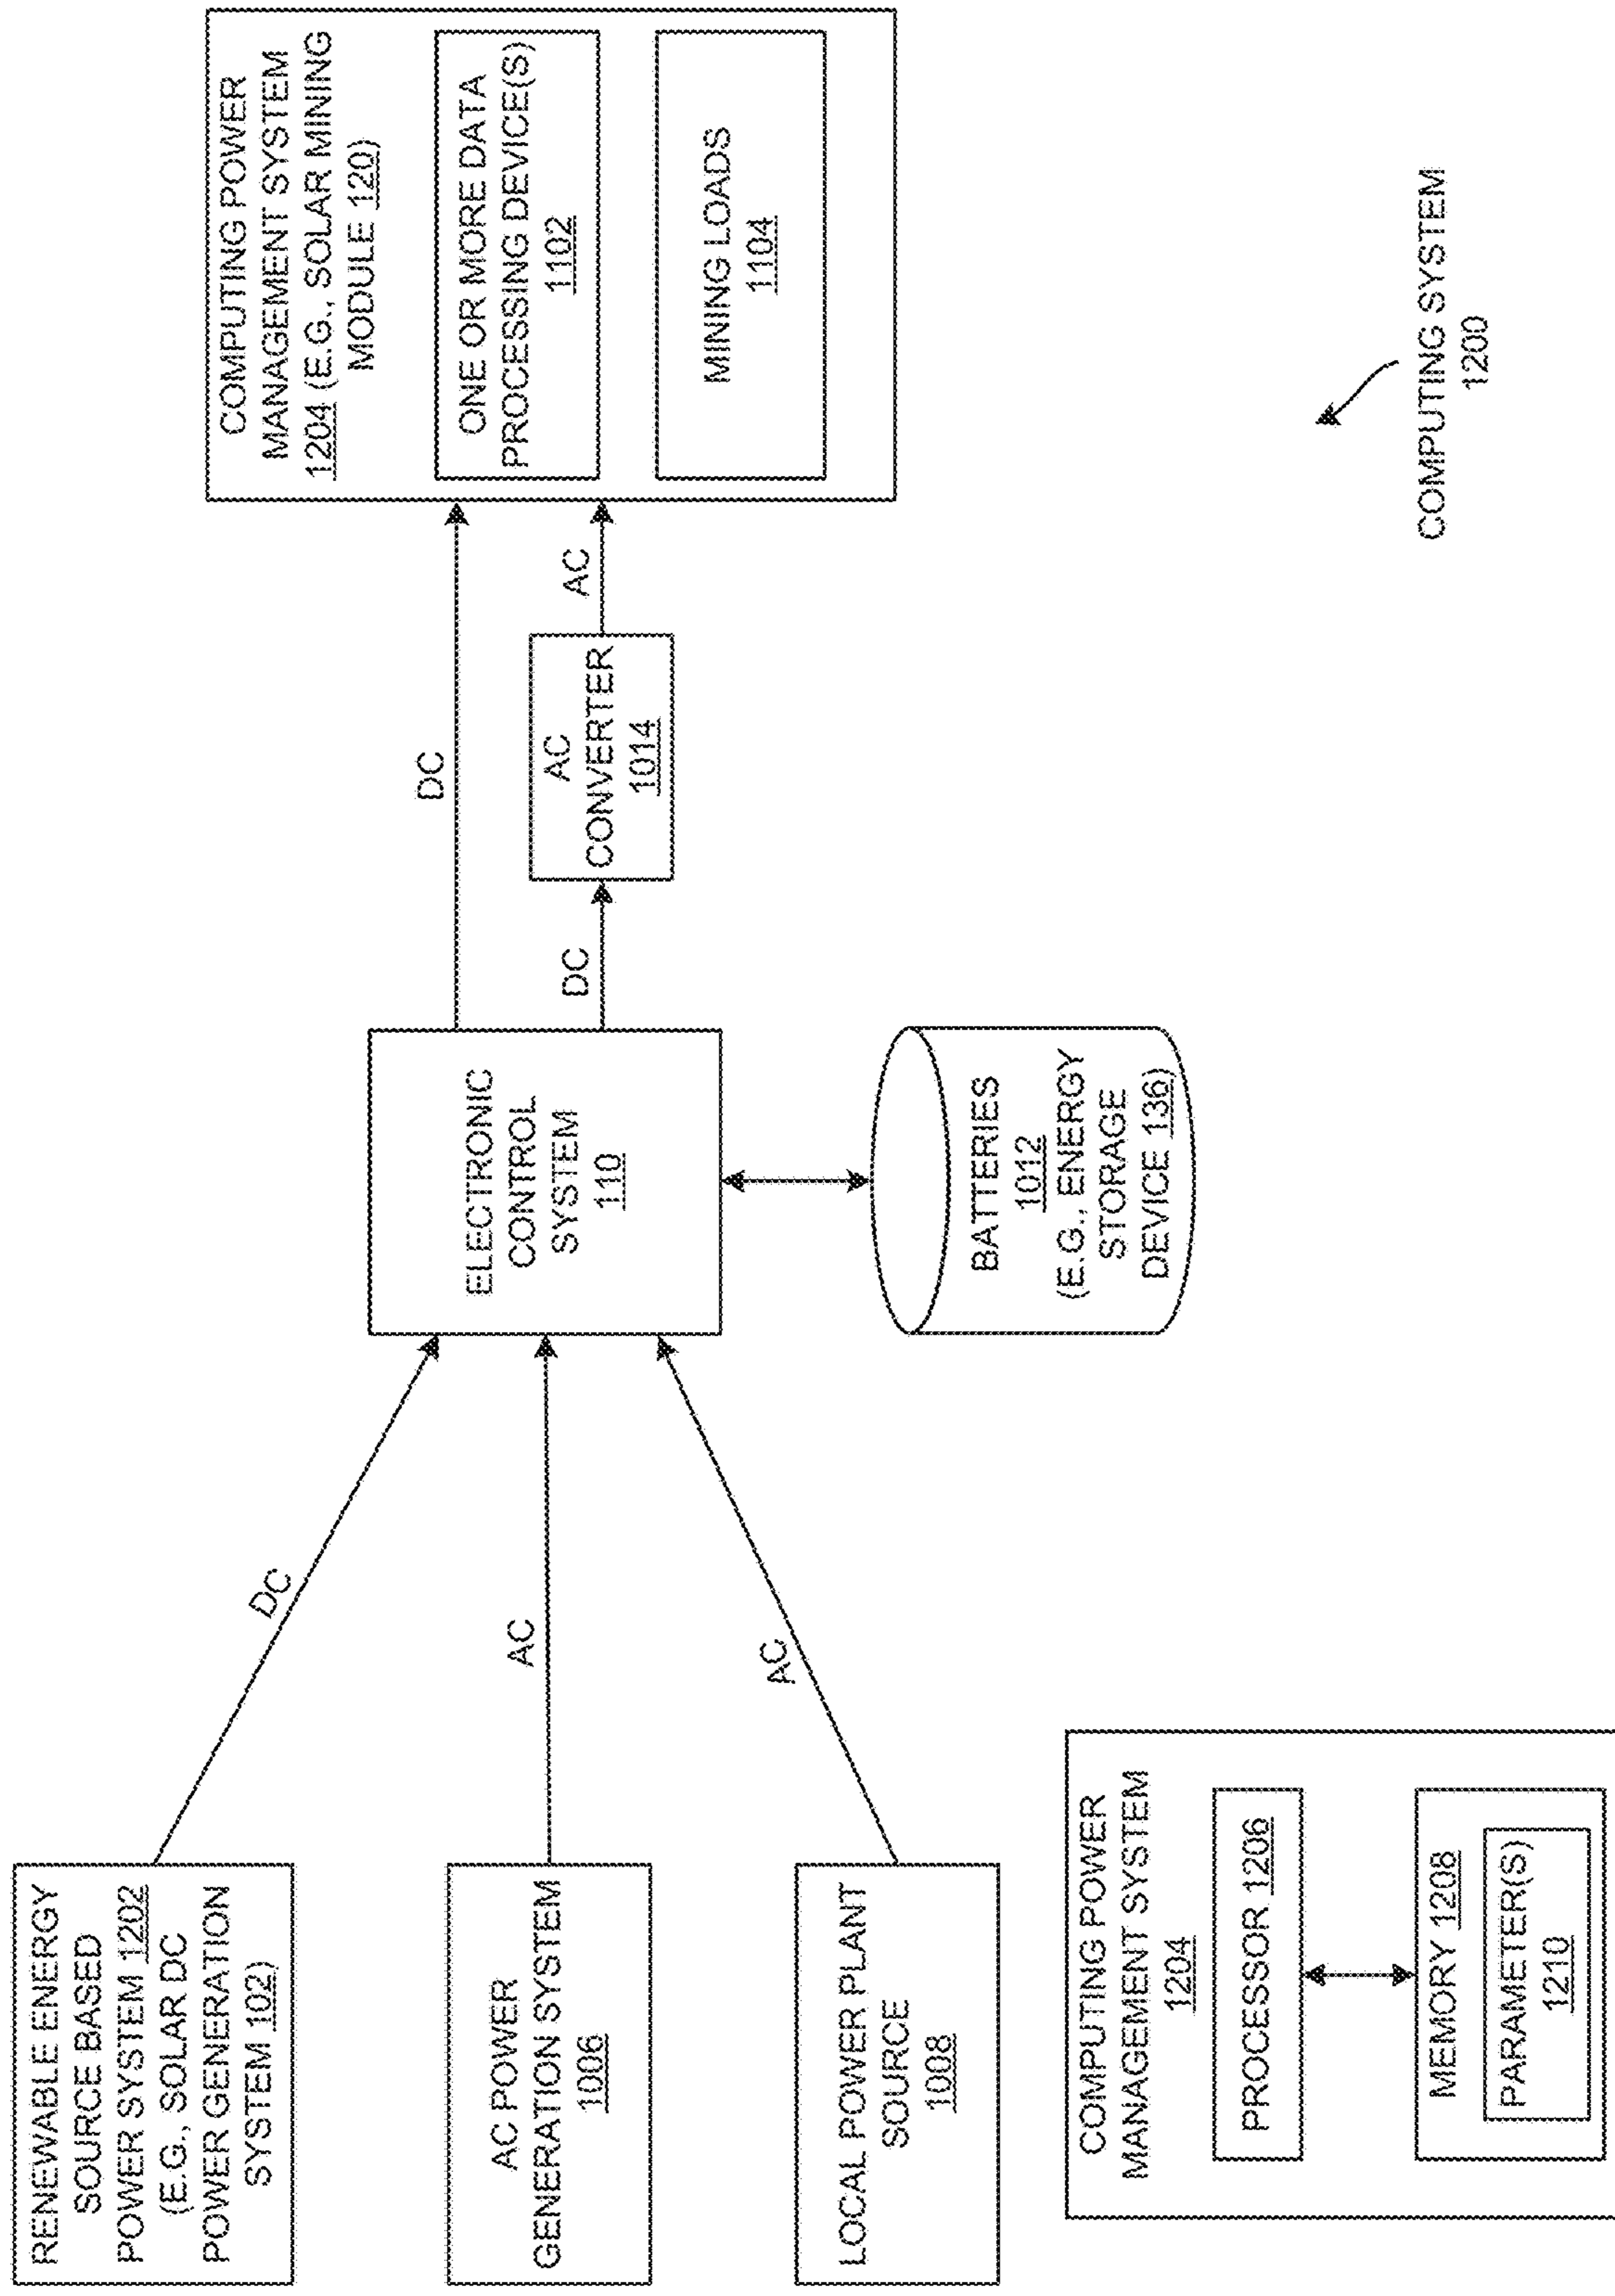 RENEWABLE ENERGY
SOURCE BASED
POWER SYSTEM 1202
(E.G., SOLAR DC
POWER GENERATION
SYSTEM 102)
DC
AC POWER
GENERATION SYSTEM
1006
AC
LOCAL POWER PLANT
SOURCE
1008
AC
ELECTRONIC
CONTROL
SYSTEM
110
BATTERIES
1012
(E.G., ENERGY
STORAGE
DEVICE 136)
DC
DC
AC
CONVERTER
1014
AC
COMPUTING POWER
MANAGEMENT SYSTEM
1204 (E.G., SOLAR MINING
MODULE 120)
ONE OR MORE DATA
PROCESSING DEVICE(S)
1102
MINING LOADS
1104
COMPUTING POWER
MANAGEMENT SYSTEM
1204
PROCESSOR 1206
MEMORY 1208
PARAMETER(S)
1210
COMPUTING SYSTEM
1200